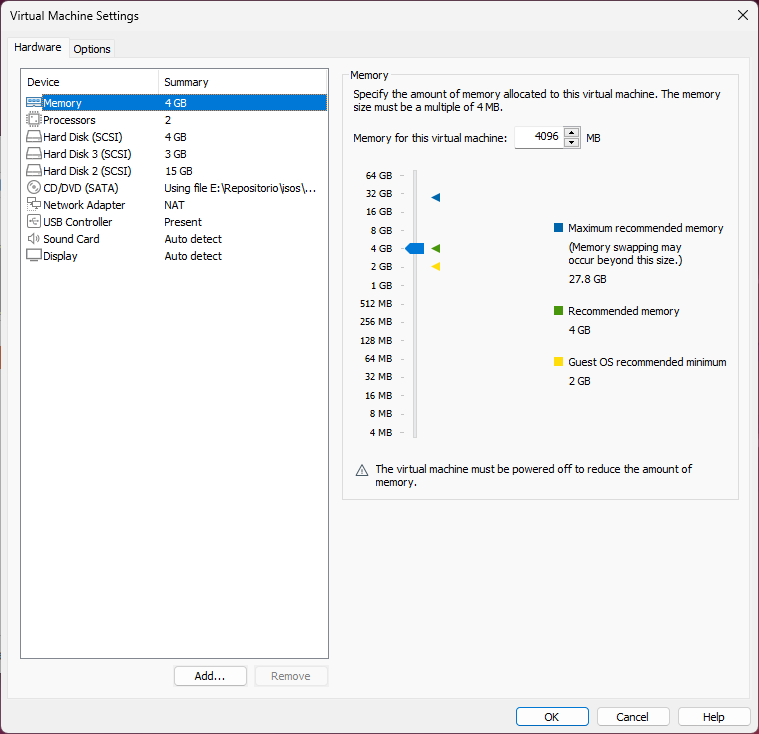 Virtual Machine Settings
Hardware Options
Device Summary
Memory 4 GB
Processors 2
Hard Disk (SCSI) 4 GB
Hard Disk 3 (SCSI) 3 GB
Hard Disk 2 (SCSI) 15 GB
CD/DVD (SATA) Using file E:\Repositorio\jsos\...
Network Adapter NAT
USB Controller Present
Sound Card Auto detect
Display Auto detect
Add...
Remove
Memory
Specify the amount of memory allocated to this virtual machine. The memory
size must be a multiple of 4 MB.
Memory for this virtual machine: 4096 MB
64 GB
32 GB
16 GB
8 GB
4 GB
2 GB
1 GB
512 MB
256 MB
128 MB
64 MB
32 MB
16 MB
8 MB
4 MB
Maximum recommended memory
(Memory swapping may
occur beyond this size.)
27.8 GB
Recommended memory
4 GB
Guest OS recommended minimum
2 GB
The virtual machine must be powered off to reduce the amount of
memory.
OK
Cancel
Help